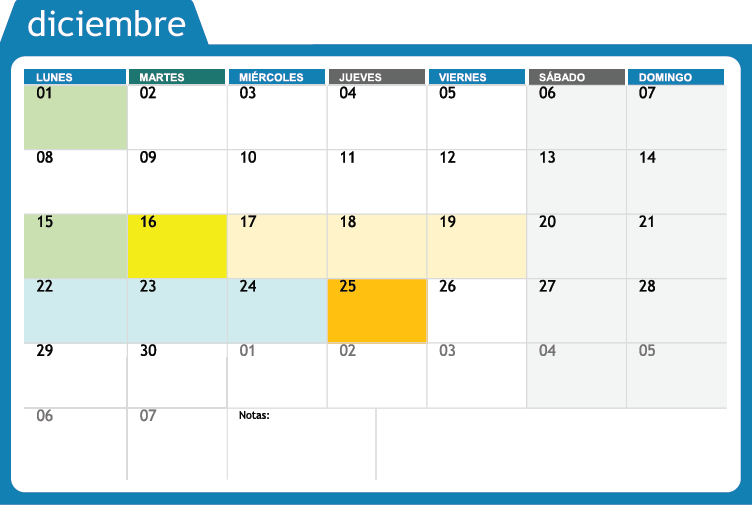 diciembre
LUNES MARTES MIÉRCOLES JUEVES VIERNES SÁBADO DOMINGO
01 02 03 04 05 06 07
08 09 10 11 12 13 14
15 16 17 18 19 20 21
22 23 24 25 26 27 28
29 30 01 02 03 04 05
06 07 Notas: